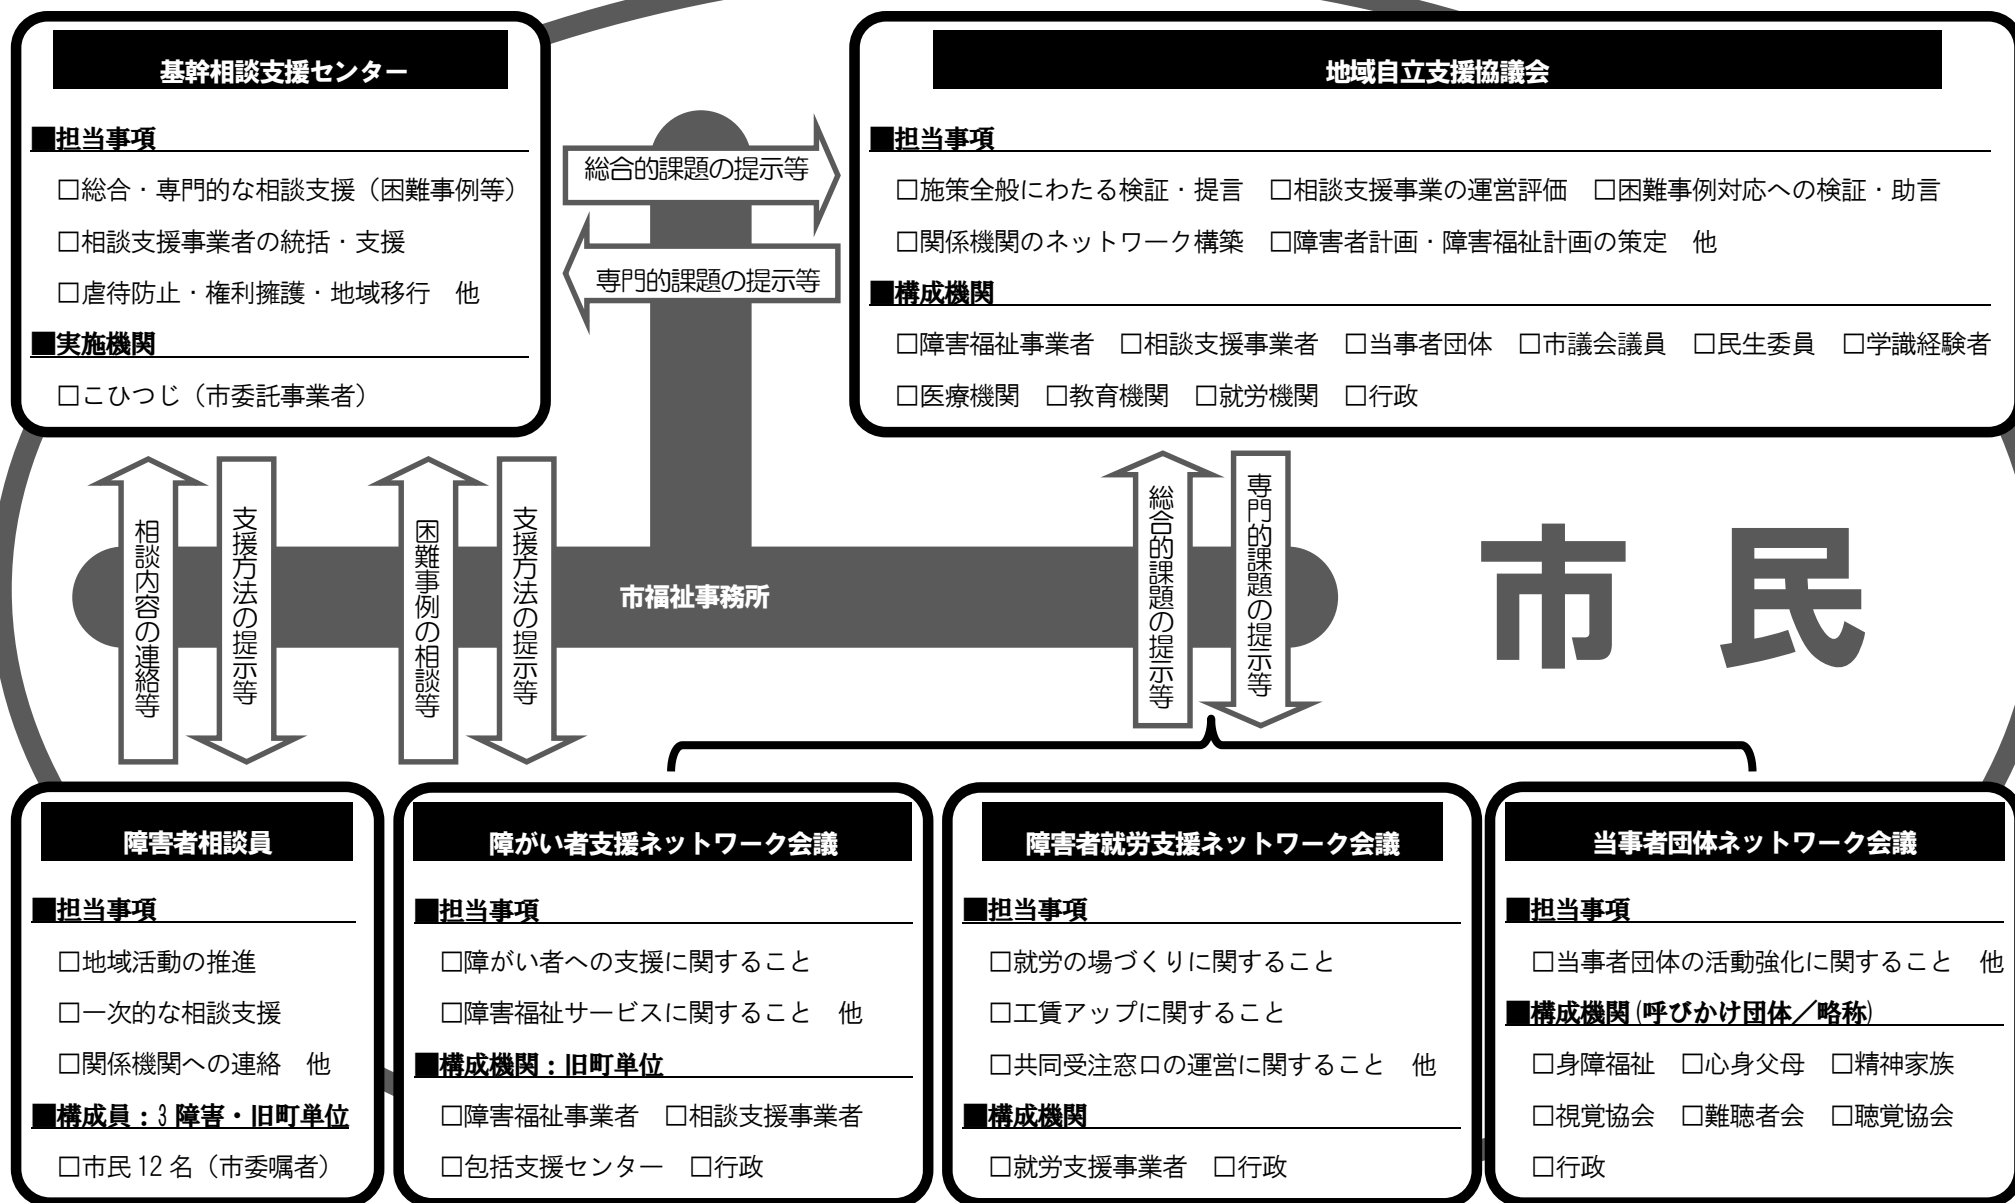 基幹相談支援センター
■担当事項
□総合・専門的な相談支援（困難事例等）
□相談支援事業者の統括・支援
□虐待防止・権利擁護・地域移行　他
■実施機関
□こひつじ（市委託事業者）
総合的課題の提示等
専門的課題の提示等
地域自立支援協議会
■担当事項
□施策全般にわたる検証・提言　□相談支援事業の運営評価　□困難事例対応への検証・助言
□関係機関のネットワーク構築　□障害者計画・障害福祉計画の策定　他
■構成機関
□障害福祉事業者　□相談支援事業者　□当事者団体　□市議会議員　□民生委員　□学識経験者
□医療機関　□教育機関　□就労機関　□行政
相談内容の連絡等
支援方法の提示等
困難事例の相談等
支援方法の提示等
市福祉事務所
総合的課題の提示等
専門的課題の提示等
市民
障害者相談員
■担当事項
□地域活動の推進
□一次的な相談支援
□関係機関への連絡　他
■構成員：3障害・旧町単位
□市民12名（市委嘱者）
障がい者支援ネットワーク会議
■担当事項
□障がい者への支援に関すること
□障害福祉サービスに関すること　他
■構成機関：旧町単位
□障害福祉事業者　□相談支援事業者
□包括支援センター　□行政
障害者就労支援ネットワーク会議
■担当事項
□就労の場づくりに関すること
□工賃アップに関すること
□共同受注窓口の運営に関すること　他
■構成機関
□就労支援事業者　□行政
当事者団体ネットワーク会議
■担当事項
□当事者団体の活動強化に関すること　他
■構成機関(呼びかけ団体／略称)
□身障福祉　□心身父母　□精神家族
□視覚協会　□難聴者会　□聴覚協会
□行政